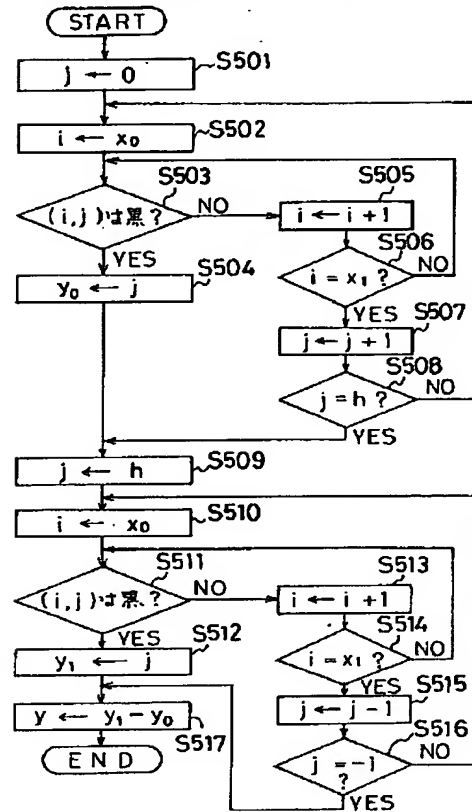 START
j ← 0
S501
i ← x₀
S502
(i,j)は黒?
S503
NO
YES
i ← i + 1
S505
i = x₁ ?
S506
NO
YES
y₀ ← j
S504
j ← j + 1
S507
j = h ?
S508
NO
YES
j ← h
S509
i ← x₀
S510
(i,j)は黒?
S511
NO
YES
i ← i + 1
S513
i = x₁ ?
S514
NO
YES
y₁ ← j
S512
j ← j - 1
S515
j = -1
?
S516
NO
YES
y ← y₁ - y₀
S517
END